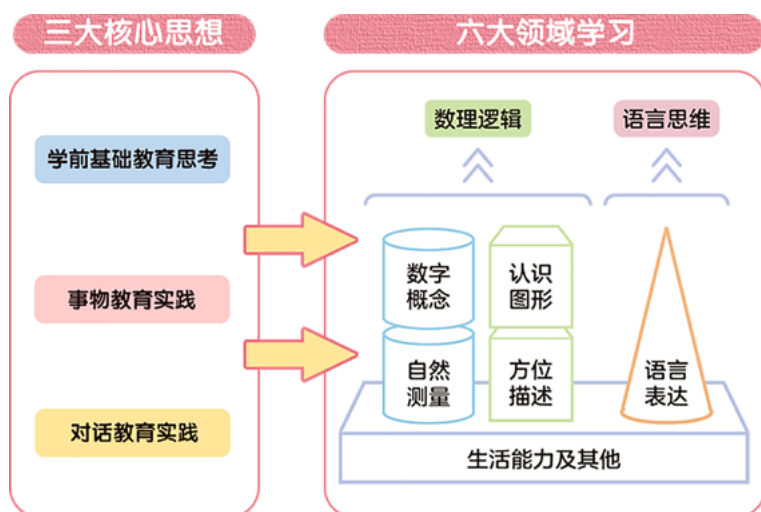 三大核心思想
学前基础教育思考
事物教育实践
对话教育实践
六大领域学习
数理逻辑
语言思维
数字
概念
认识
图形
自然
测量
方位
描述
语言
表达
生活能力及其他